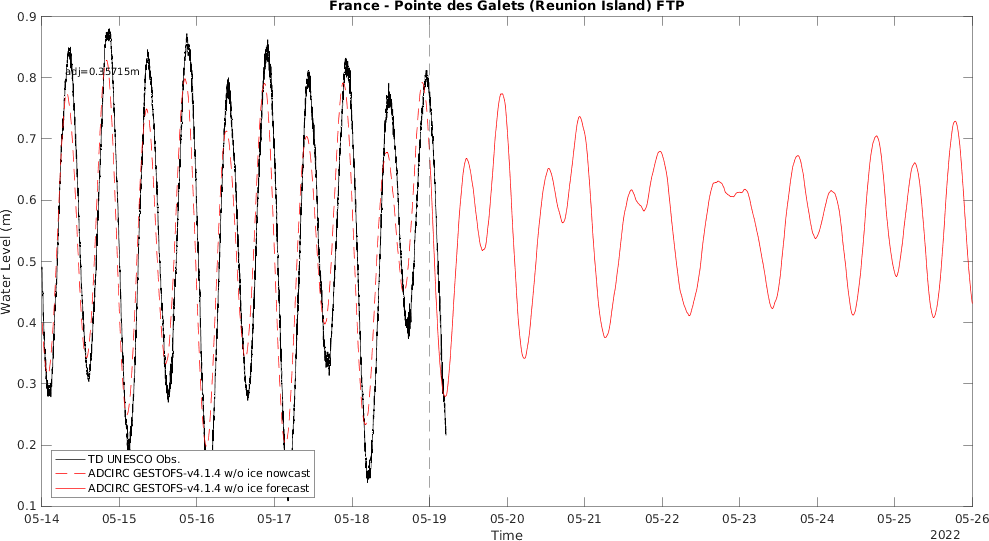 France - Pointe des Galets (Reunion Island) FTP
0.9
0.8
0.7
0.6
0.5
0.4
0.3
0.2
0.1
Water Level (m)
adj=0.35715m
TD UNESCO Obs.
ADCIRC GESTOFS-v4.1.4 w/o ice nowcast
ADCIRC GESTOFS-v4.1.4 w/o ice forecast
05-14 05-15 05-16 05-17 05-18 05-19 05-20 05-21 05-22 05-23 05-24 05-25 05-26
Time
2022